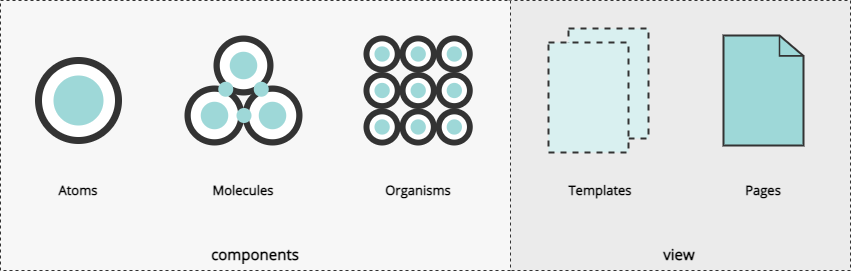 Atoms
Molecules
Organisms
Templates
Pages
components
view